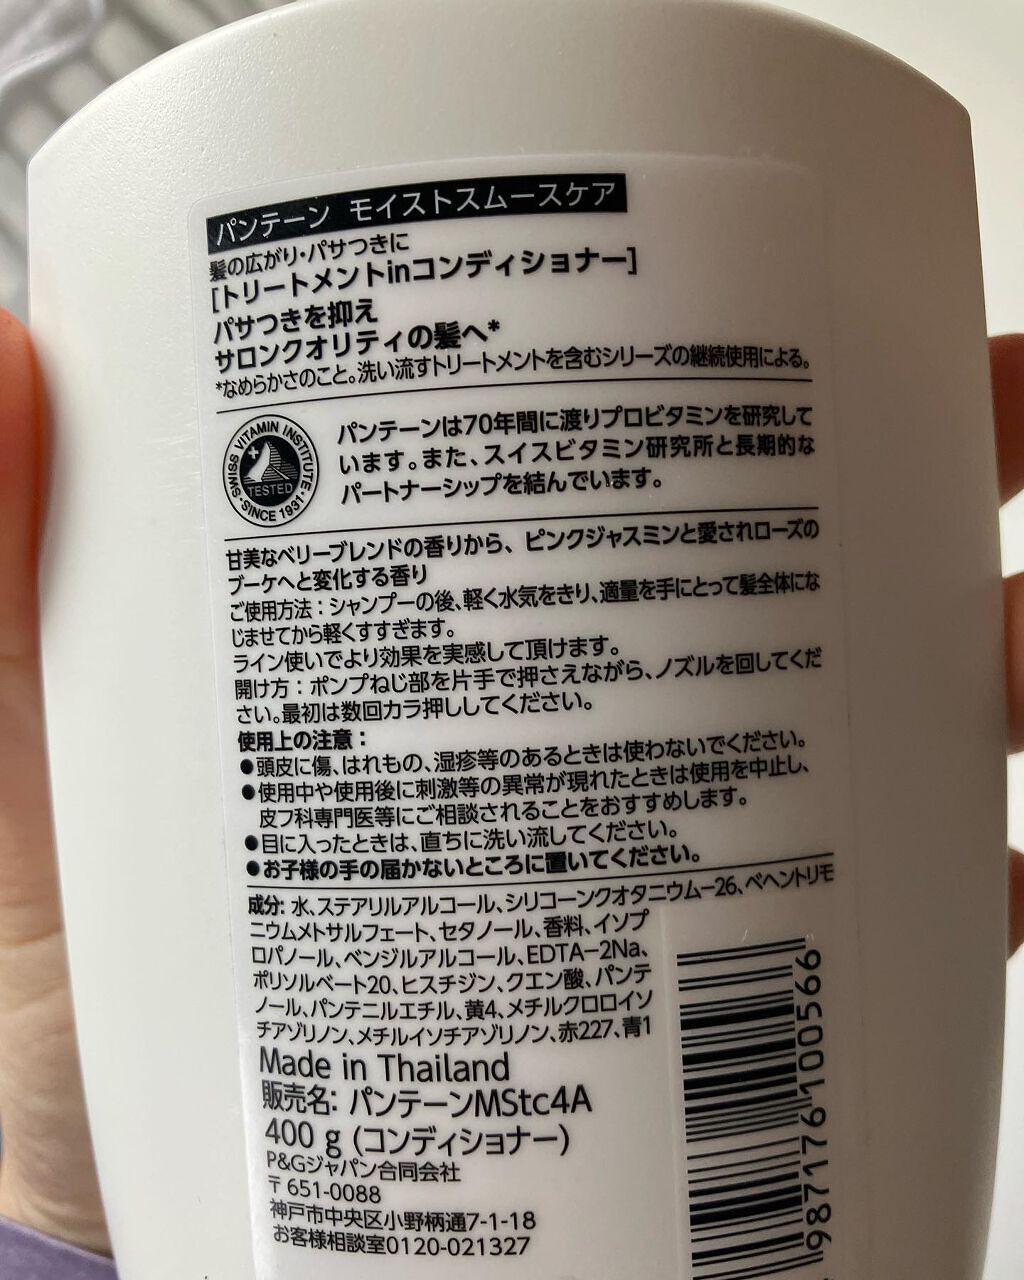 パンテーン モイストスムースケア
髪の広がり・パサつきに
[トリートメントinコンディショナー]
パサつきを抑え
サロンクオリティの髪へ*
*なめらかさのこと。洗い流すトリートメントを含むシリーズの継続使用による。
SWISS VITAMIN INSTITUTE
TESTED
SINCE 1931
パンテーンは70年間に渡りプロビタミンを研究して
います。また、スイスビタミン研究所と長期的な
パートナーシップを結んでいます。
甘美なベリーブレンドの香りから、ピンクジャスミンと愛されローズの
ブーケへと変化する香り
ご使用方法：シャンプーの後、軽く水気をきり、適量を手にとって髪全体にな
じませてから軽くすすぎます。
ライン使いでより効果を実感して頂けます。
開け方：ポンプねじ部を片手で押さえながら、ノズルを回してくだ
さい。最初は数回カラ押ししてください。
使用上の注意：
●頭皮に傷、はれもの、湿疹等のあるときは使わないでください。
●使用中や使用後に刺激等の異常が現れたときは使用を中止し、
皮フ科専門医等にご相談されることをおすすめします。
●目に入ったときは、直ちに洗い流してください。
●お子様の手の届かないところに置いてください。
成分: 水、ステアリルアルコール、シリコーンクオタニウム-26、ベヘントリモ
ニウムメトサルフェート、セタノール、香料、イソプ
ロパノール、ベンジルアルコール、EDTA-2Na、
ポリソルベート20、ヒスチジン、クエン酸、パンテ
ノール、パンテニルエチル、黄4、メチルクロロイソ
チアゾリノン、メチルイソチアゾリノン、赤227、青1
Made in Thailand
販売名: パンテーンMStc4A
400 g (コンディショナー)
P&Gジャパン合同会社
〒 651-0088
神戸市中央区小野柄通7-1-18
お客様相談室0120-021327
987176 100566